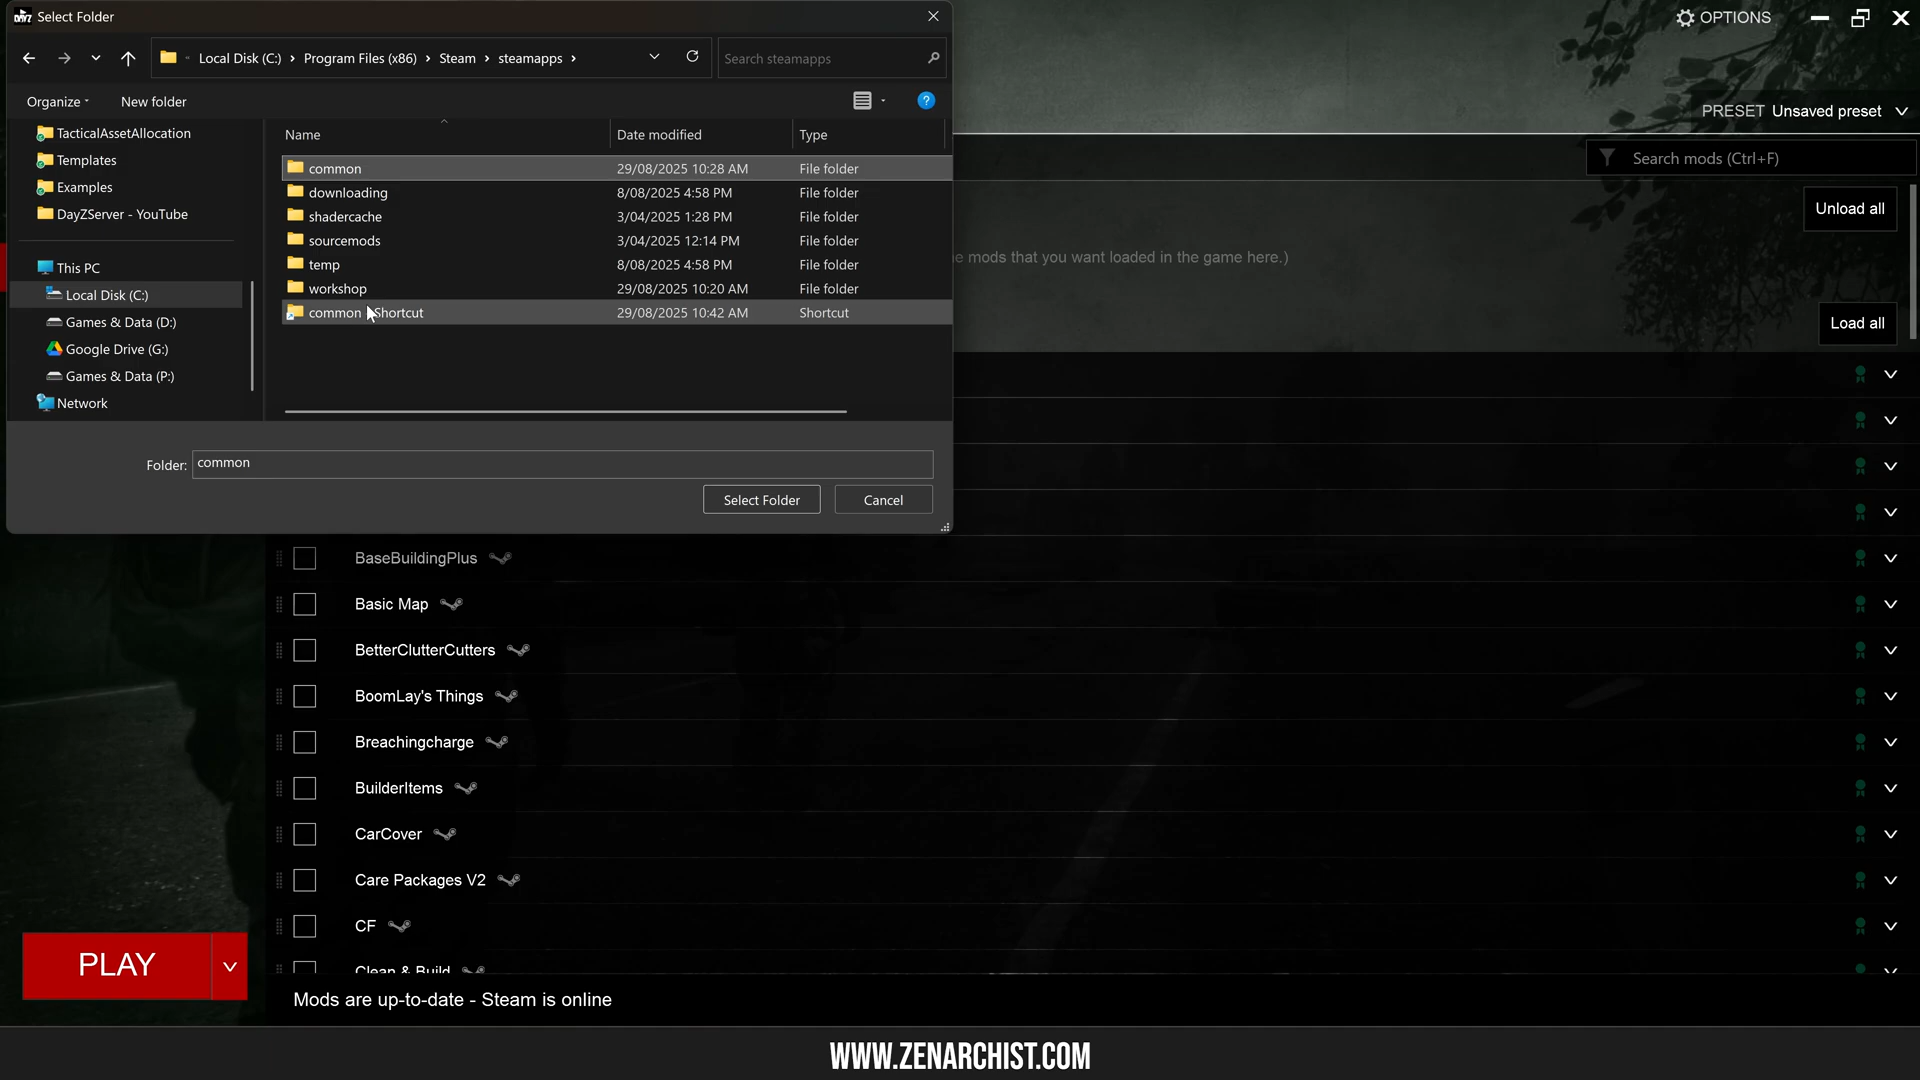 DAYZ Select Folder
OPTIONS
Local Disk (C:) Program Files (x86) Steam steamapps
Search steamapps
Organize New folder
PRESET Unsaved preset
Name Date modified Type
Search mods (Ctrl+F)
TacticalAssetAllocation
Templates
Examples
DayZServer - YouTube
This PC
Local Disk (C:)
Games & Data (D:)
Google Drive (G:)
Games & Data (P:)
Network
common 29/08/2025 10:28 AM File folder
downloading 8/08/2025 4:58 PM File folder
shadercache 3/04/2025 1:28 PM File folder
sourcemods 3/04/2025 12:14 PM File folder
temp 8/08/2025 4:58 PM File folder
workshop 29/08/2025 10:20 AM File folder
common Shortcut 29/08/2025 10:42 AM Shortcut
Unload all
mods that you want loaded in the game here.)
Load all
Folder: common
Select Folder Cancel
BaseBuildingPlus
Basic Map
BetterClutterCutters
BoomLay's Things
Breachingcharge
BuilderItems
CarCover
Care Packages V2
CF
Clean & Build
PLAY
Mods are up-to-date - Steam is online
WWW.ZENARCHIST.COM